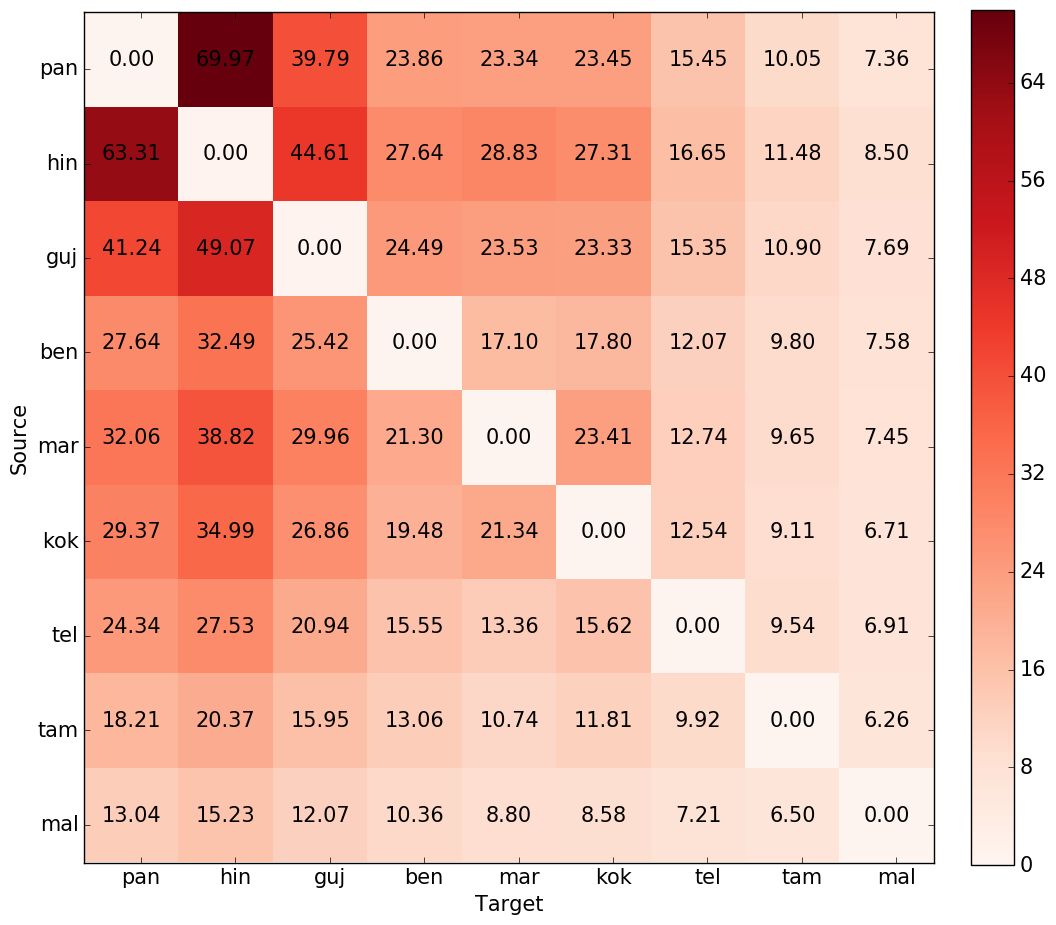 pan 0.00 69.97 39.79 23.86 23.34 23.45 15.45 10.05 7.36
hin 63.31 0.00 44.61 27.64 28.83 27.31 16.65 11.48 8.50
guj 41.24 49.07 0.00 24.49 23.53 23.33 15.35 10.90 7.69
ben 27.64 32.49 25.42 0.00 17.10 17.80 12.07 9.80 7.58
mar 32.06 38.82 29.96 21.30 0.00 23.41 12.74 9.65 7.45
kok 29.37 34.99 26.86 19.48 21.34 0.00 12.54 9.11 6.71
tel 24.34 27.53 20.94 15.55 13.36 15.62 0.00 9.54 6.91
tam 18.21 20.37 15.95 13.06 10.74 11.81 9.92 0.00 6.26
mal 13.04 15.23 12.07 10.36 8.80 8.58 7.21 6.50 0.00
pan hin guj ben mar kok tel tam mal
Target
Source
64
56
48
40
32
24
16
8
0